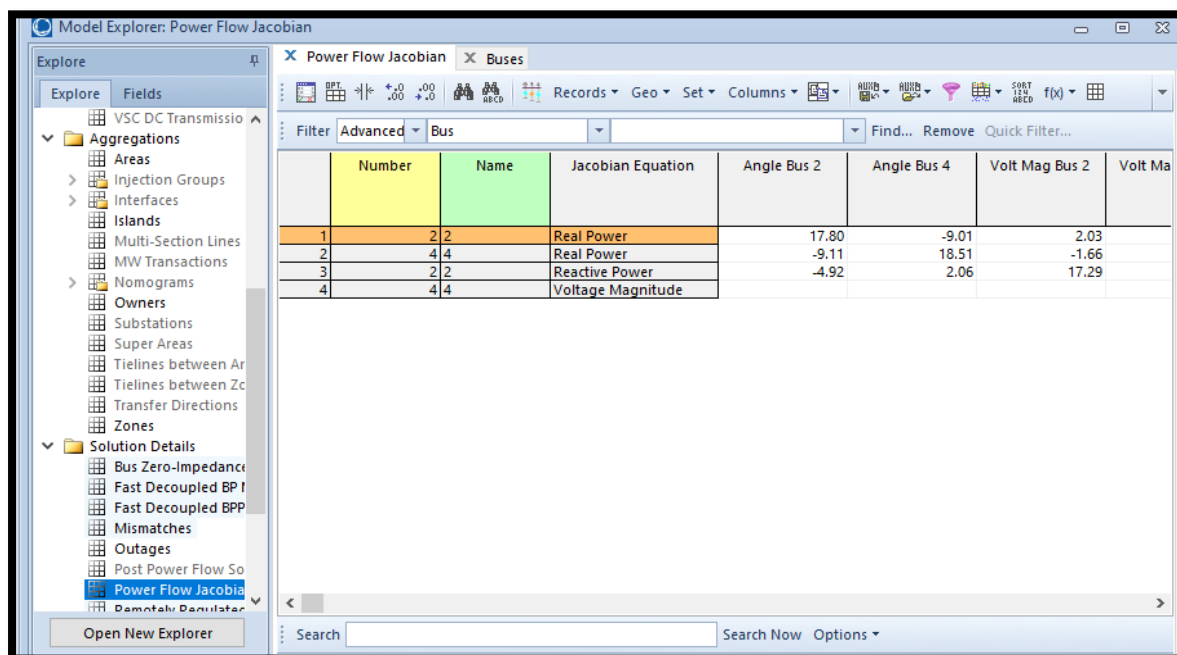 Model Explorer: Power Flow Jacobian
Explore
Explore Fields
VSC DC Transmissio
Aggregations
Areas
Injection Groups
Interfaces
Islands
Multi-Section Lines
MW Transactions
Nomograms
Owners
Substations
Super Areas
Tielines between Ar
Tielines between Zo
Transfer Directions
Zones
Solution Details
Bus Zero-Impedance
Fast Decoupled BP
Fast Decoupled BPP
Mismatches
Outages
Post Power Flow So
Power Flow Jacobia
Remotely Regulated
Open New Explorer
X Power Flow Jacobian X Buses
Records Geo Set Columns SORT 124 ABCD f(x)
Filter Advanced Bus Find... Remove Quick Filter...
Number Name Jacobian Equation Angle Bus 2 Angle Bus 4 Volt Mag Bus 2 Volt Ma
1 2 2 Real Power 17.80 -9.01 2.03
2 4 4 Real Power -9.11 18.51 -1.66
3 2 2 Reactive Power -4.92 2.06 17.29
4 4 4 Voltage Magnitude
Search Search Now Options